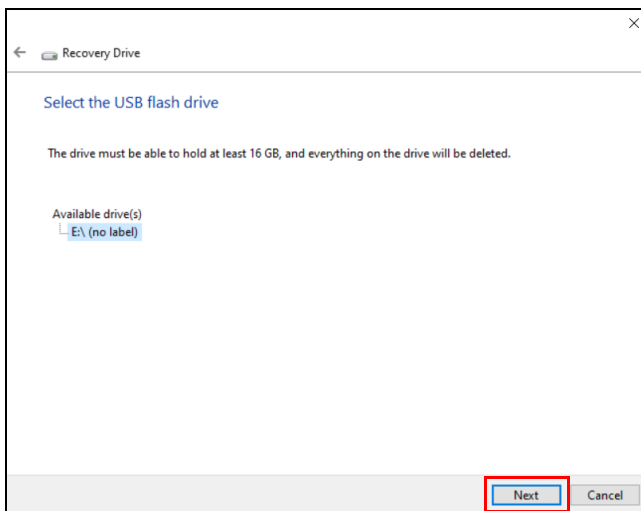 Recovery Drive
Select the USB flash drive
The drive must be able to hold at least 16 GB, and everything on the drive will be deleted.
Available drive(s)
E:\ (no label)
Next Cancel